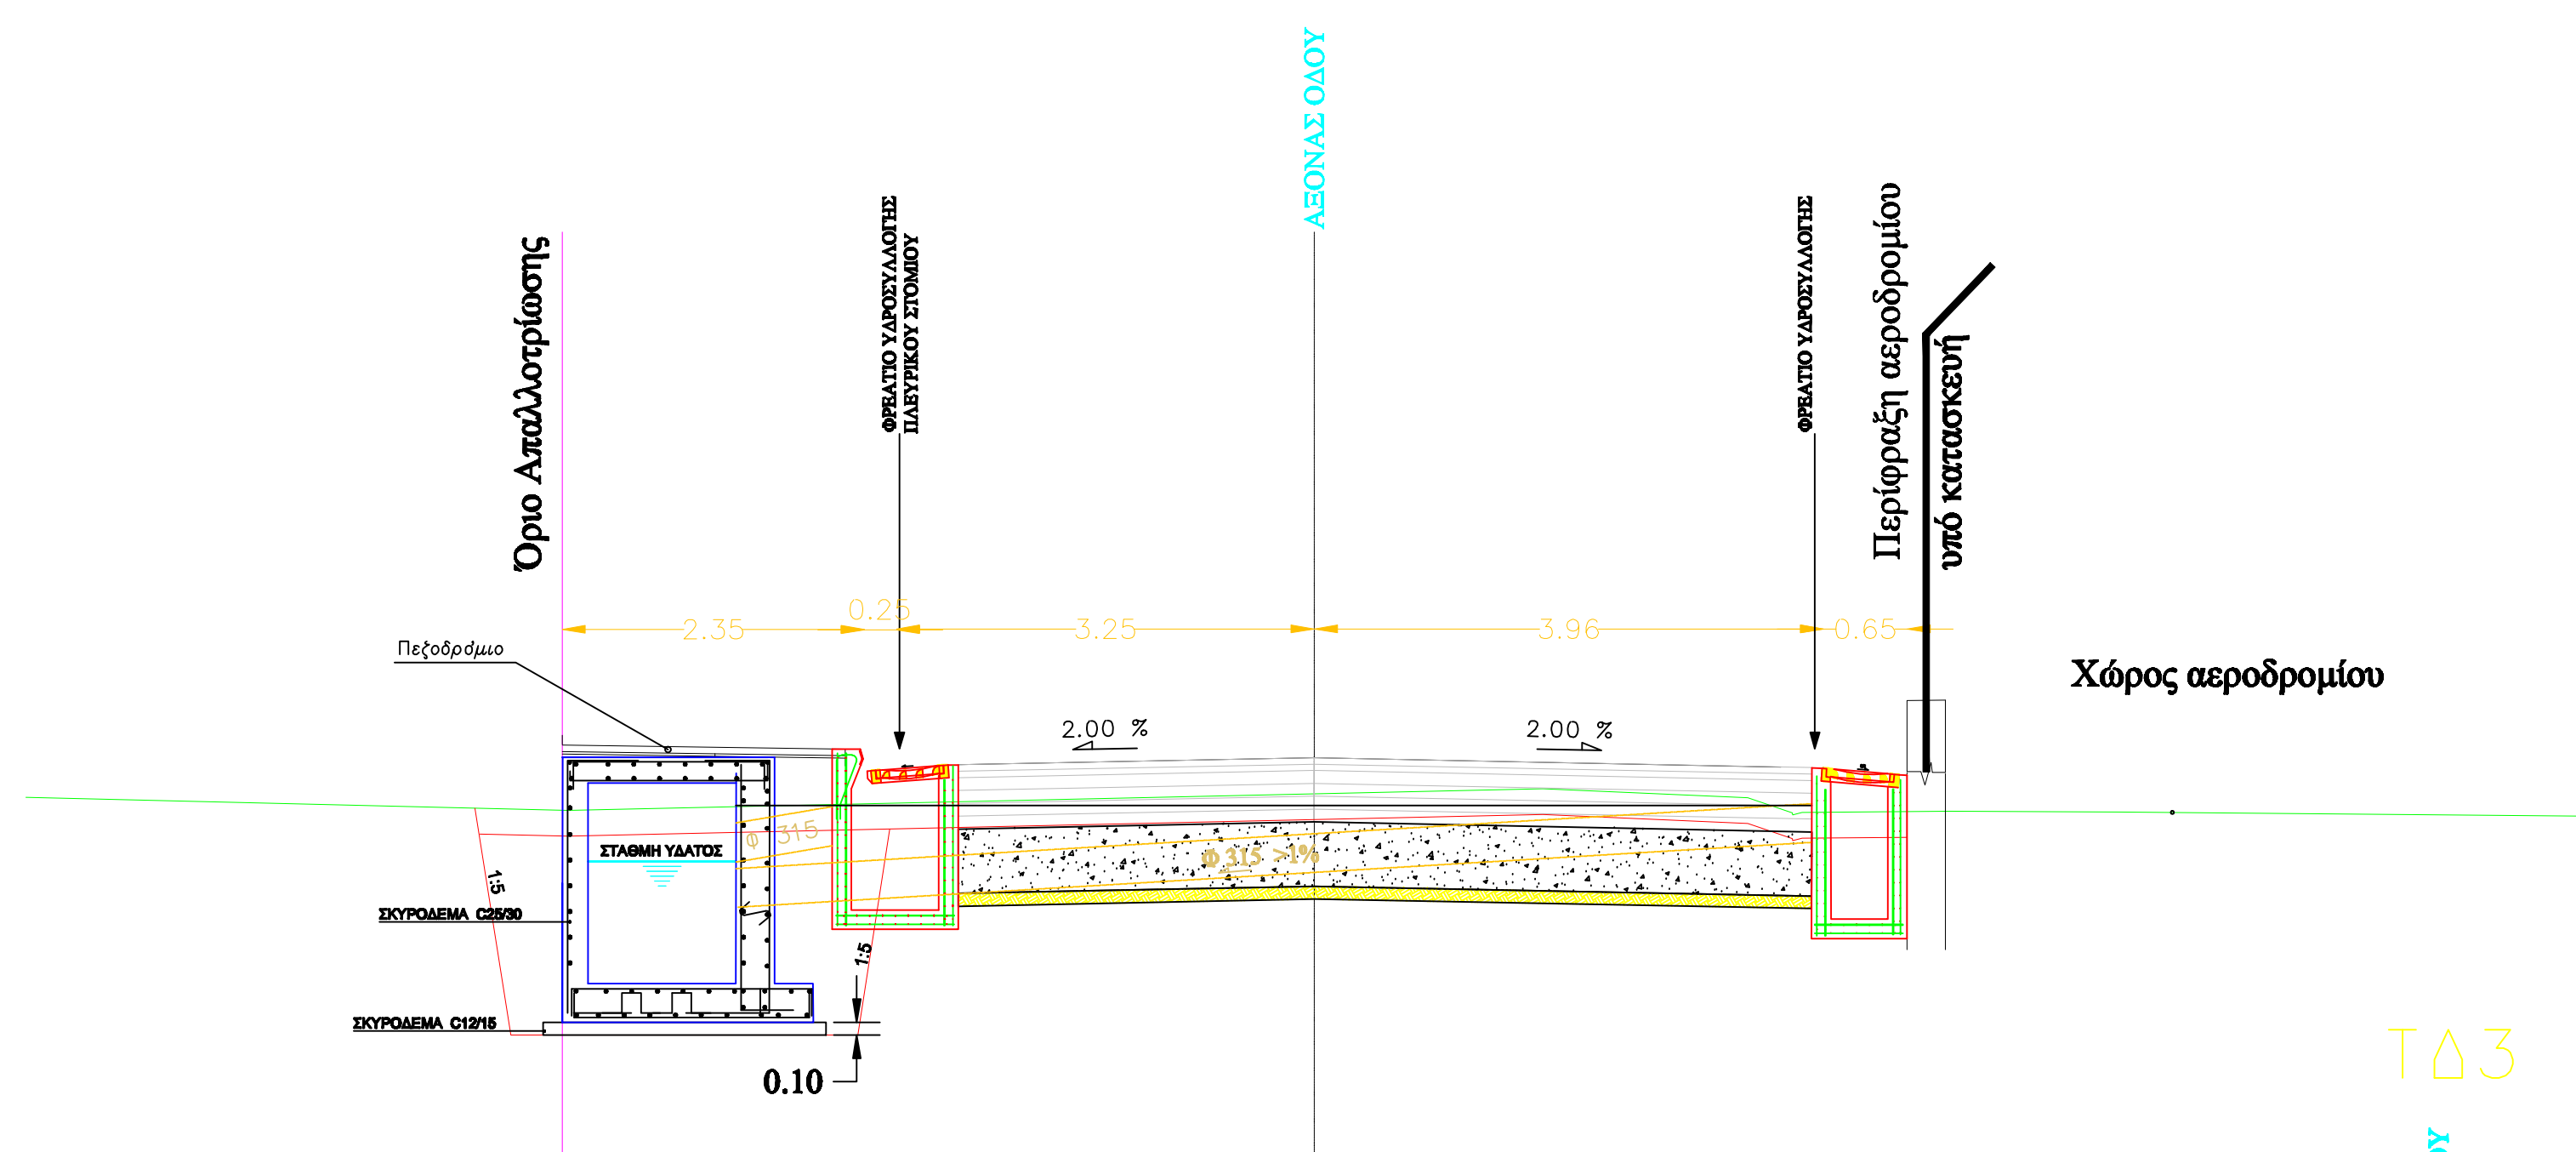 ΑΞΟΝΑΣ ΟΔΟΥ
Όριο Απαλλοτρίωσης
ΦΡΕΑΤΙΟ ΥΔΡΟΣΥΛΛΟΓΗΣ
ΠΛΕΥΡΙΚΟΥ ΣΤΟΜΙΟΥ
ΦΡΕΑΤΙΟ ΥΔΡΟΣΥΛΛΟΓΗΣ
Περίφραξη αεροδρομίου
υπό κατασκευή
2.35
0.25
3.25
3.96
0.65
Πεζοδρόμιο
Χώρος αεροδρομίου
2.00 %
2.00 %
Φ 315
ΣΤΑΘΜΗ ΥΔΑΤΟΣ
Φ 315 >1%
1:5
ΣΚΥΡΟΔΕΜΑ C25/30
1:5
ΣΚΥΡΟΔΕΜΑ C12/15
0.10
ΤΔ3